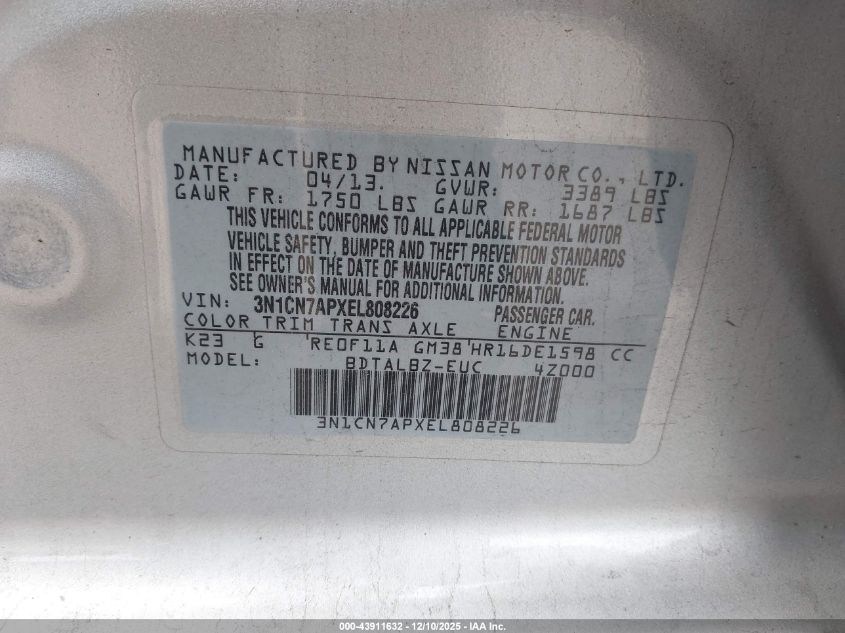 MANUFACTURED BY NISSAN MOTOR CO., LTD.
DATE: 04/13. GVWR: 3389 LBS
GAWR FR: 1750 LBS GAWR RR: 1687 LBS
THIS VEHICLE CONFORMS TO ALL APPLICABLE FEDERAL MOTOR
VEHICLE SAFETY, BUMPER AND THEFT PREVENTION STANDARDS
IN EFFECT ON THE DATE OF MANUFACTURE SHOWN ABOVE.
SEE OWNER'S MANUAL FOR ADDITIONAL INFORMATION.
VIN: 3N1CN7APXEL808226 PASSENGER CAR.
COLOR TRIM TRANS AXLE ENGINE
K23 G RE0F11A GM38 HR16DE1598 CC
MODEL: BDTALBZ-EUC 4Z000
3N1CN7APXEL808226
000-43911632 - 12/10/2025 - IAA Inc.